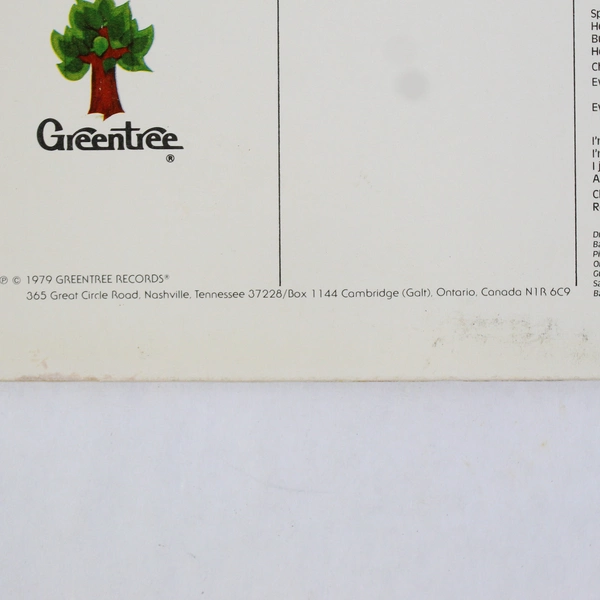 Greentree
®
℗ © 1979 GREENTREE RECORDS®
365 Great Circle Road, Nashville, Tennessee 37228/Box 1144 Cambridge (Galt), Ontario, Canada N1R 6C9
I'm
I'm
I j
A